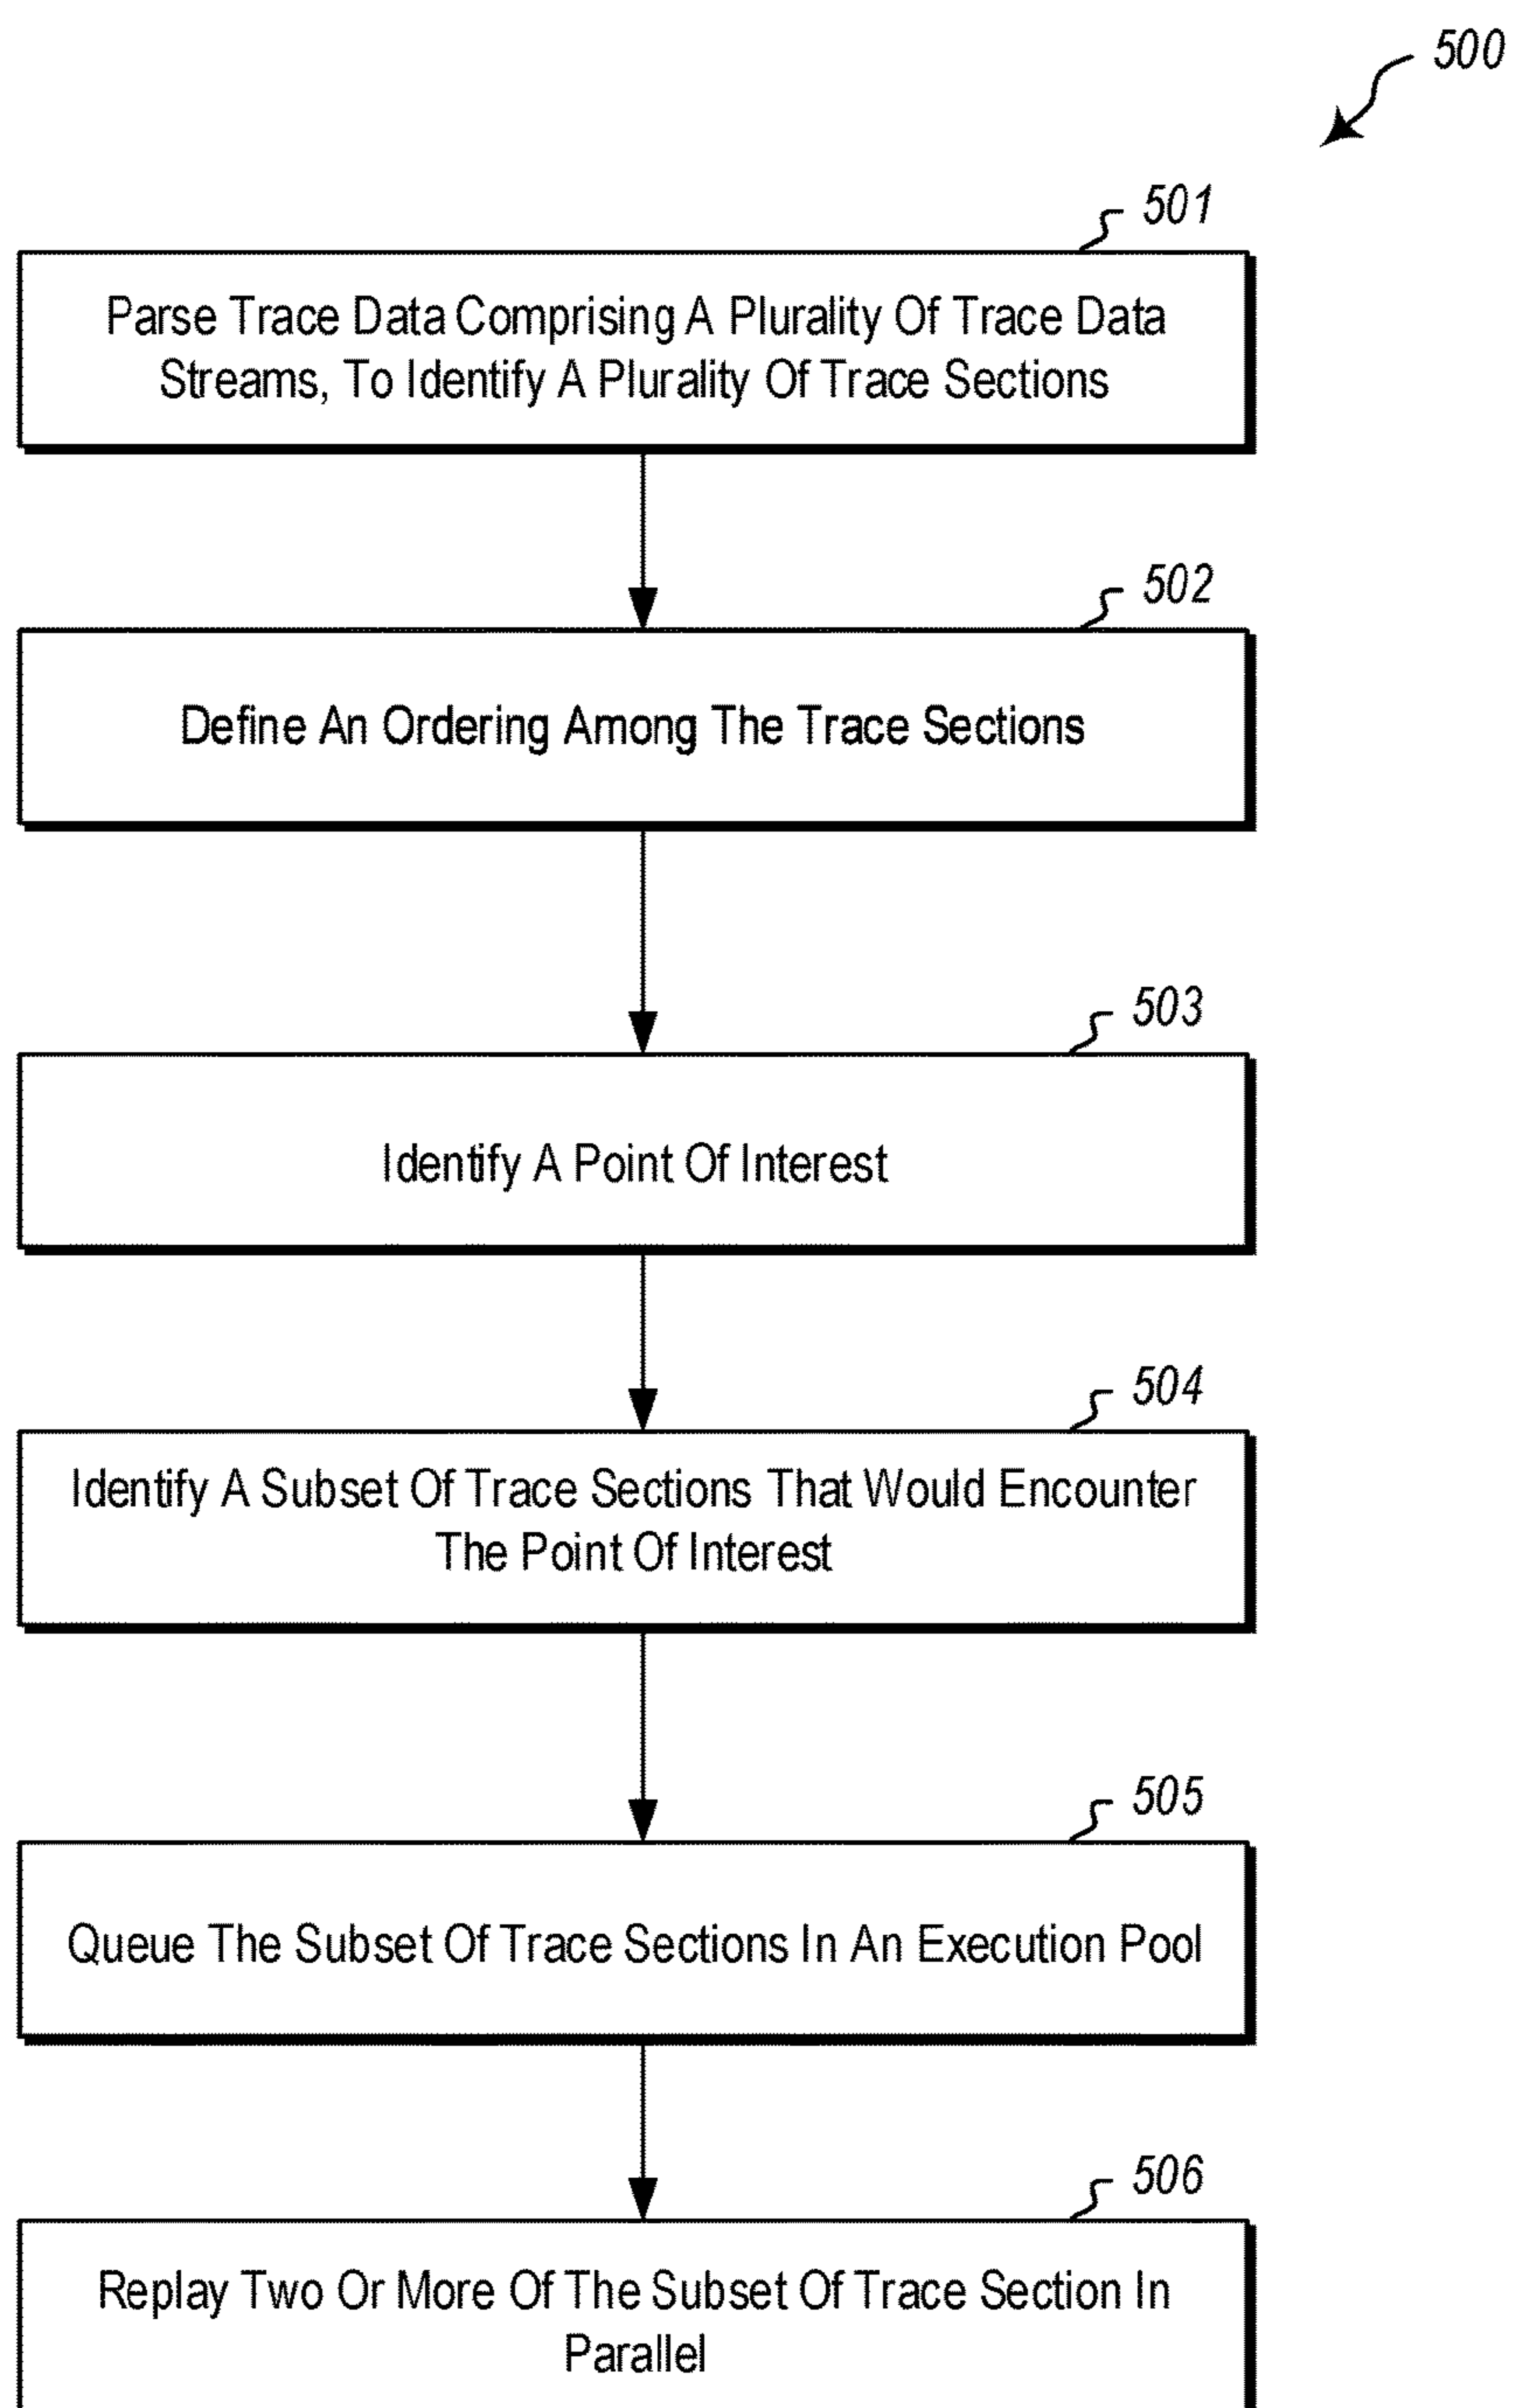 500
501
Parse Trace Data Comprising A Plurality Of Trace Data
Streams, To Identify A Plurality Of Trace Sections
502
Define An Ordering Among The Trace Sections
503
Identify A Point Of Interest
504
Identify A Subset Of Trace Sections That Would Encounter
The Point Of Interest
505
Queue The Subset Of Trace Sections In An Execution Pool
506
Replay Two Or More Of The Subset Of Trace Section In
Parallel